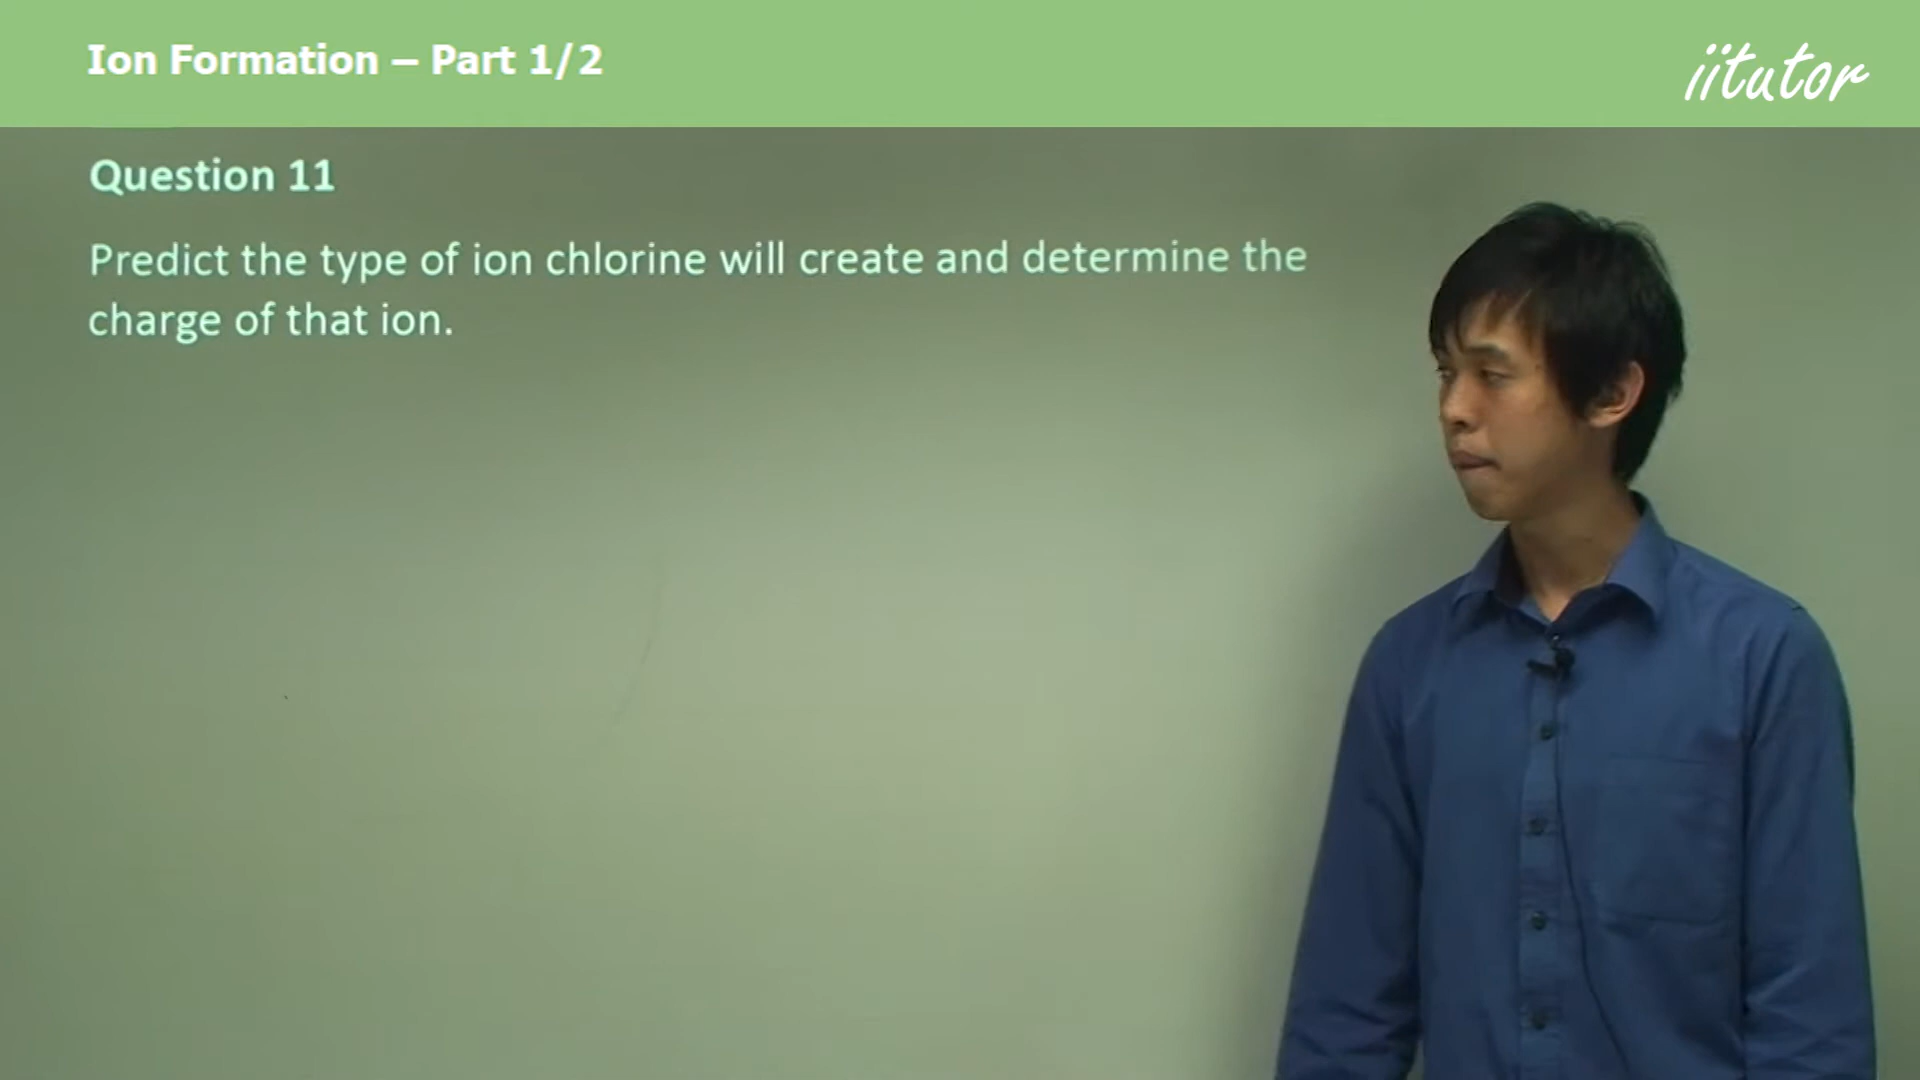 Ion Formation – Part 1/2
iitutor
Question 11
Predict the type of ion chlorine will create and determine the
charge of that ion.